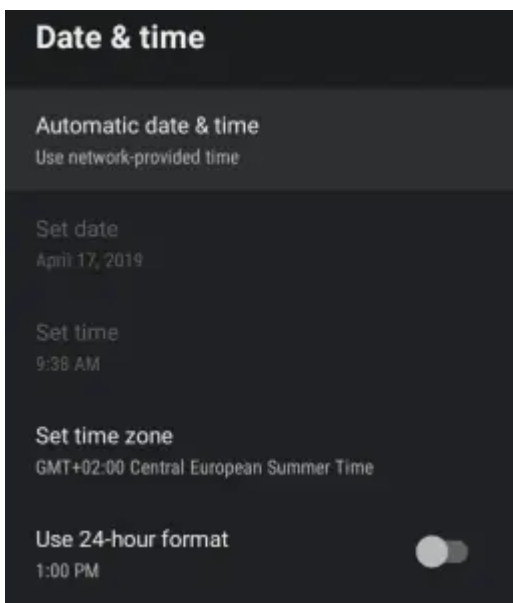 Date & time
Automatic date & time
Use network-provided time
Set date
April 17, 2019
Set time
9:38 AM
Set time zone
GMT+02:00 Central European Summer Time
Use 24-hour format
1:00 PM